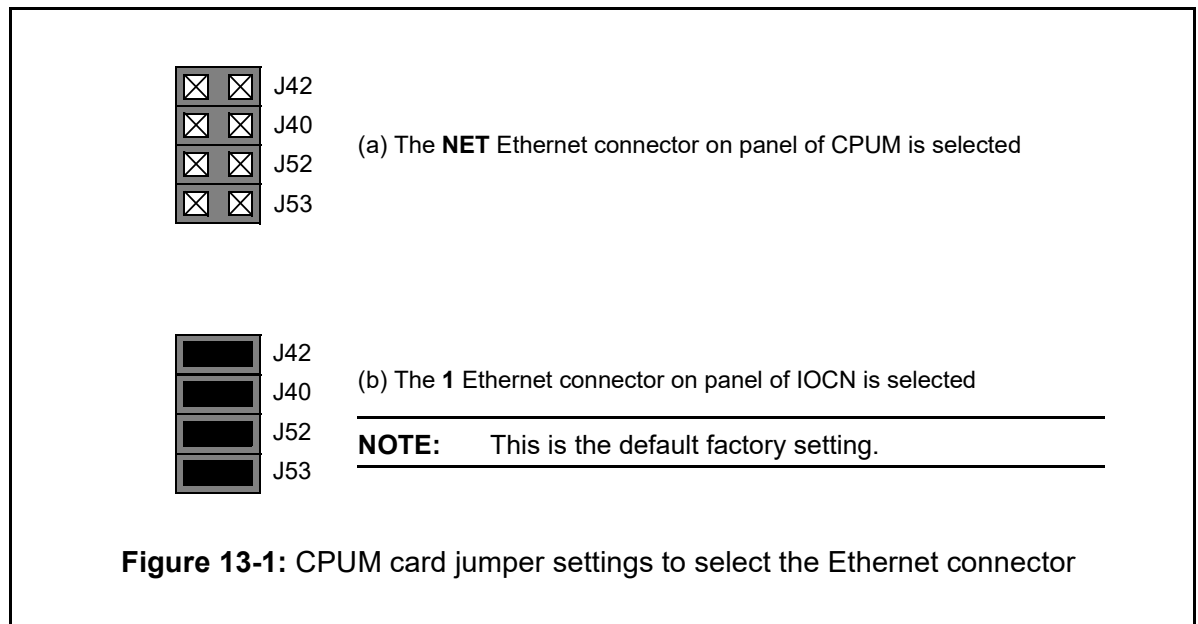 J42
J40
J52
J53
(a) The NET Ethernet connector on panel of CPUM is selected
J42
J40
J52
J53
(b) The 1 Ethernet connector on panel of IOCN is selected
NOTE: This is the default factory setting.
Figure 13-1: CPUM card jumper settings to select the Ethernet connector